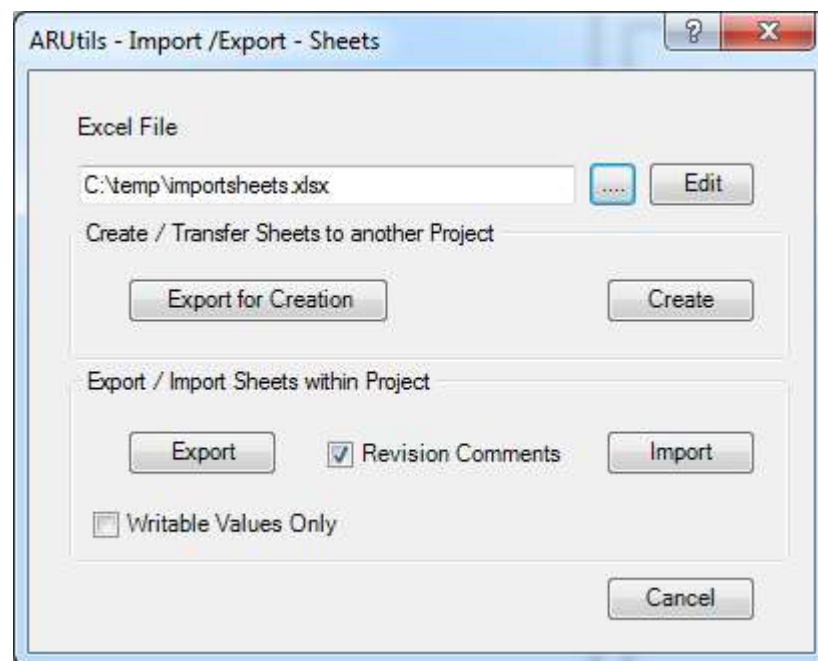 ARUtils - Import /Export - Sheets
?
Excel File
C:\temp\importsheets.xlsx
....
Edit
Create / Transfer Sheets to another Project
Export for Creation
Create
Export / Import Sheets within Project
Export
Revision Comments
Import
Writable Values Only
Cancel